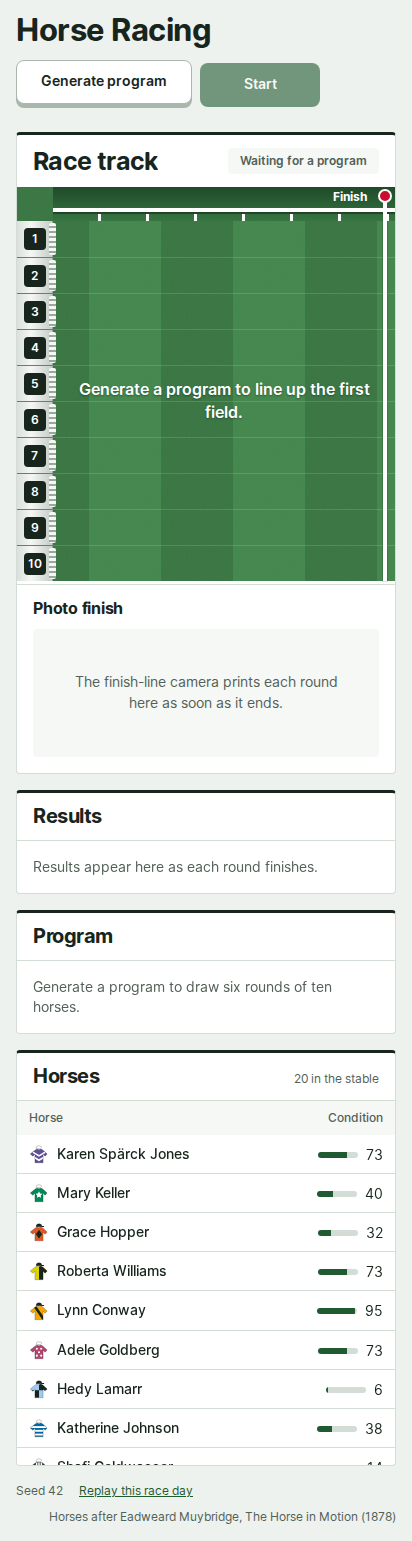 Horse Racing
Generate program
Start
Race track
Waiting for a program
Finish
1
2
3
4
5
6
7
8
9
10
Generate a program to line up the first
field.
Photo finish
The finish-line camera prints each round
here as soon as it ends.
Results
Results appear here as each round finishes.
Program
Generate a program to draw six rounds of ten
horses.
Horses
20 in the stable
Horse Condition
Karen Spärck Jones 73
Mary Keller 40
Grace Hopper 32
Roberta Williams 73
Lynn Conway 95
Adele Goldberg 73
Hedy Lamarr 6
Katherine Johnson 38
Seed 42 Replay this race day
Horses after Eadweard Muybridge, The Horse in Motion (1878)